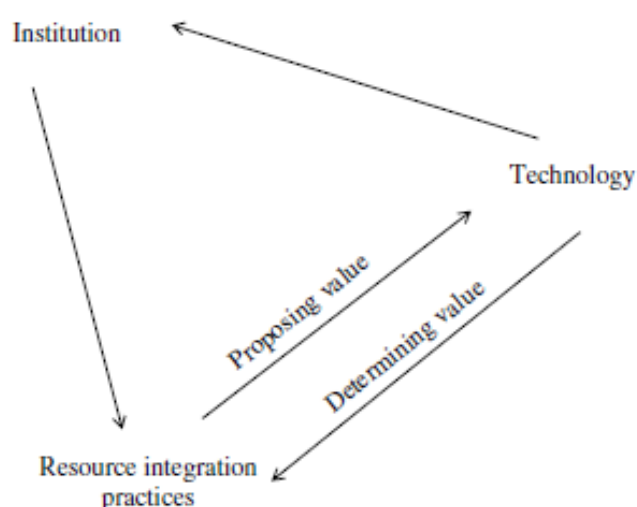 Institution
Technology
Proposing value
Determining value
Resource integration
practices